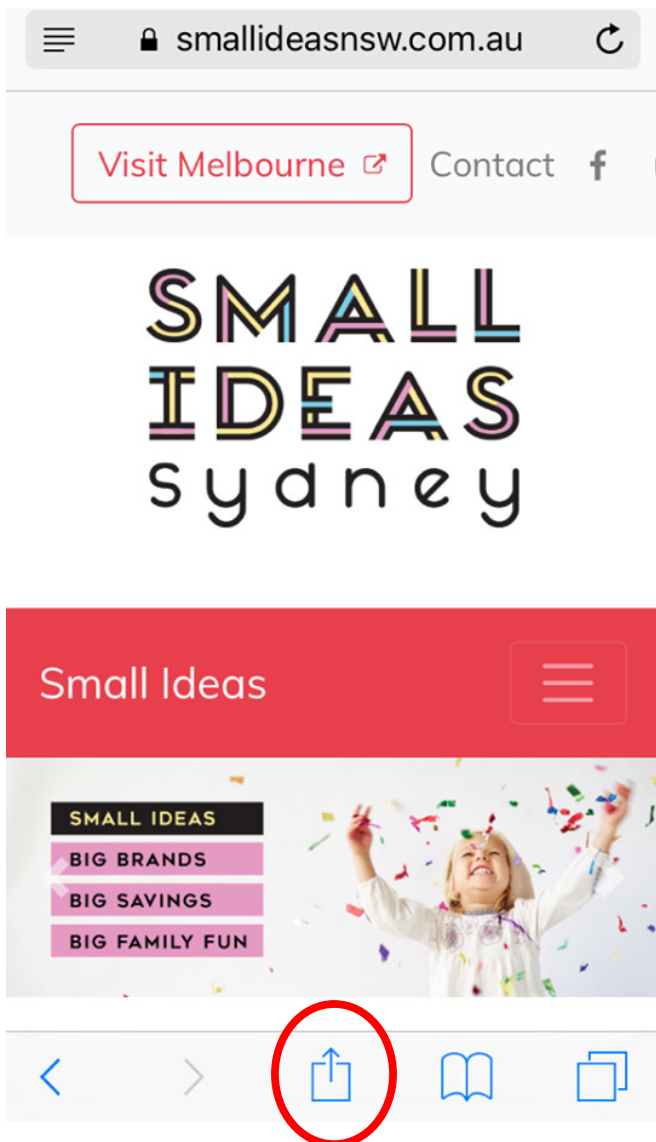 smallideasnsw.com.au
Visit Melbourne Contact f
SMALL
IDEAS
sydney
Small Ideas
SMALL IDEAS
BIG BRANDS
BIG SAVINGS
BIG FAMILY FUN